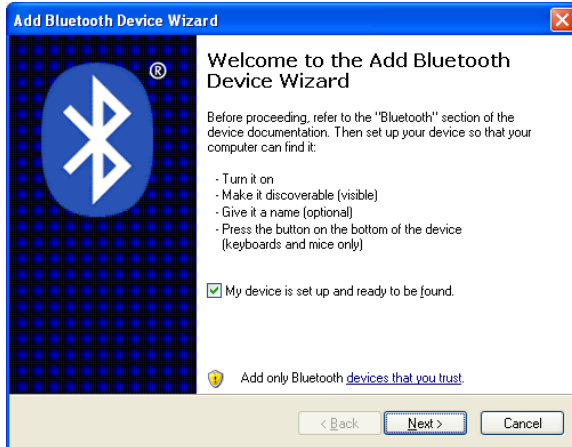 Add Bluetooth Device Wizard
®
Welcome to the Add Bluetooth
Device Wizard
Before proceeding, refer to the "Bluetooth" section of the
device documentation. Then set up your device so that your
computer can find it:
- Turn it on
- Make it discoverable (visible)
- Give it a name (optional)
- Press the button on the bottom of the device
(keyboards and mice only)
My device is set up and ready to be found.
Add only Bluetooth devices that you trust.
< Back Next > Cancel